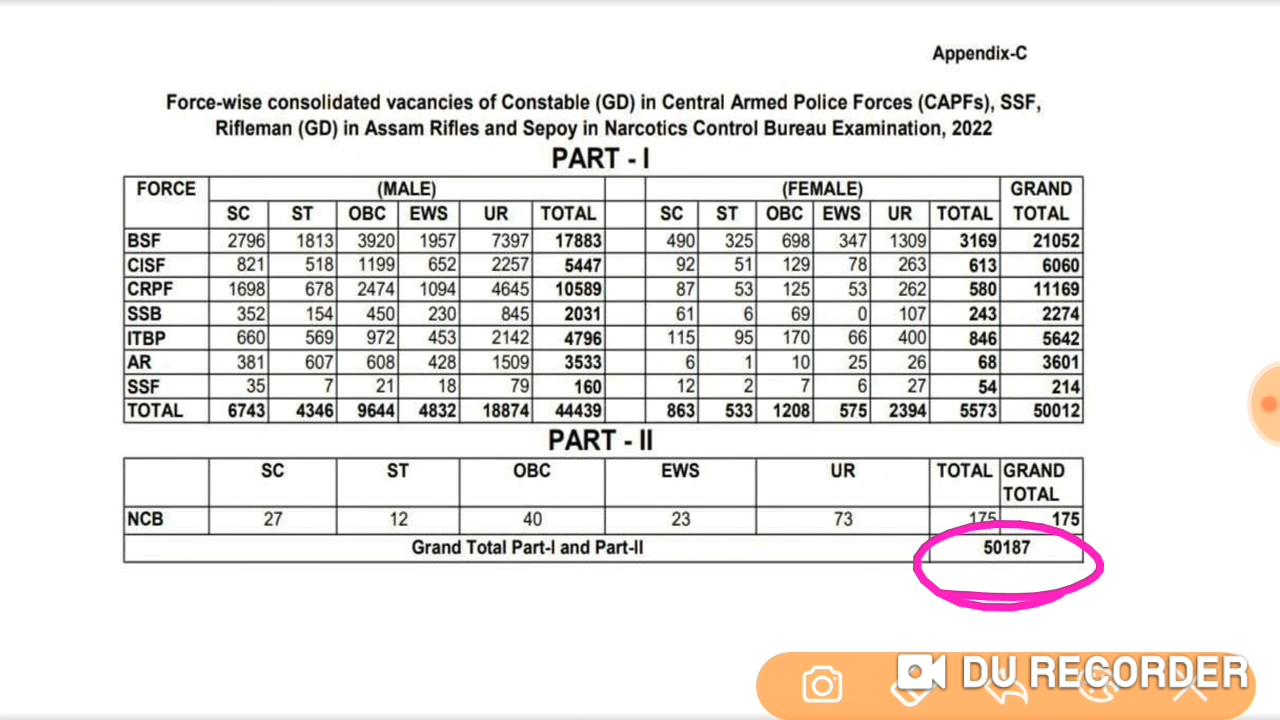 Appendix-C
Force-wise consolidated vacancies of Constable (GD) in Central Armed Police Forces (CAPFs), SSF,
Rifleman (GD) in Assam Rifles and Sepoy in Narcotics Control Bureau Examination, 2022
PART - I
FORCE (MALE) (FEMALE) GRAND
SC ST OBC EWS UR TOTAL SC ST OBC EWS UR TOTAL TOTAL
BSF 2796 1813 3920 1957 7397 17883 490 325 698 347 1309 3169 21052
CISF 821 518 1199 652 2257 5447 92 51 129 78 263 613 6060
CRPF 1698 678 2474 1094 4645 10589 87 53 125 53 262 580 11169
SSB 352 154 450 230 845 2031 61 6 69 0 107 243 2274
ITBP 660 569 972 453 2142 4796 115 95 170 66 400 846 5642
AR 381 607 608 428 1509 3533 6 1 10 25 26 68 3601
SSF 35 7 21 18 79 160 12 2 7 6 27 54 214
TOTAL 6743 4346 9644 4832 18874 44439 863 533 1208 575 2394 5573 50012
PART - II
SC ST OBC EWS UR TOTAL GRAND
TOTAL
NCB 27 12 40 23 73 175 175
Grand Total Part-I and Part-II 50187
DU RECORDER